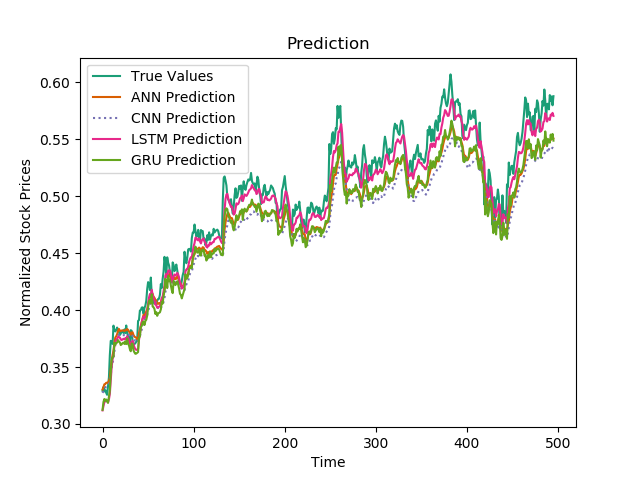 Prediction
True Values
ANN Prediction
CNN Prediction
LSTM Prediction
GRU Prediction
Normalized Stock Prices
0.60
0.55
0.50
0.45
0.40
0.35
0.30
0
100
200
300
400
500
Time